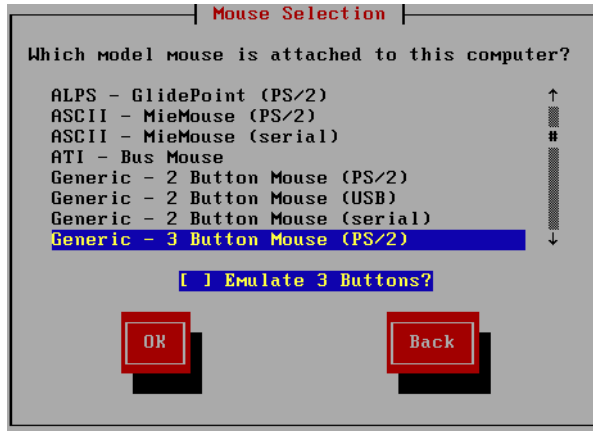 Mouse Selection
Which model mouse is attached to this computer?
ALPS - GlidePoint (PS/2)
ASCII - MieMouse (PS/2)
ASCII - MieMouse (serial)
ATI - Bus Mouse
Generic - 2 Button Mouse (PS/2)
Generic - 2 Button Mouse (USB)
Generic - 2 Button Mouse (serial)
Generic - 3 Button Mouse (PS/2)
[ ] Emulate 3 Buttons?
OK Back